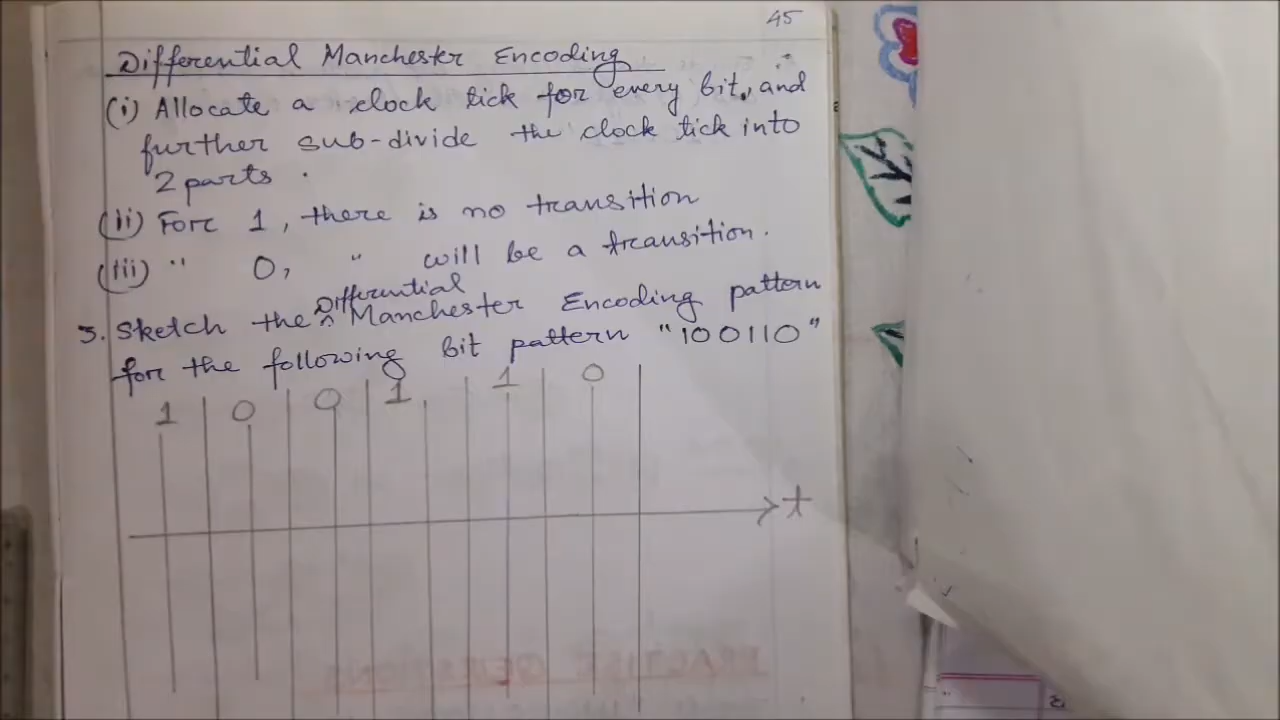 45
Differential Manchester Encoding
(i) Allocate a clock tick for every bit, and
further sub-divide the clock tick into
2 parts .
(ii) For 1, there is no transition
(iii) " 0, " will be a transition.
Differential
3. Sketch the ^ Manchester Encoding pattern
for the following bit pattern "100110"
1 0 0 1 1 0
t